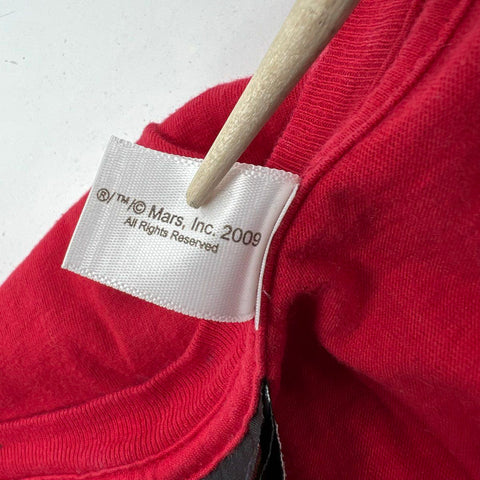 ®/™/© Mars, Inc. 2009
All Rights Reserved